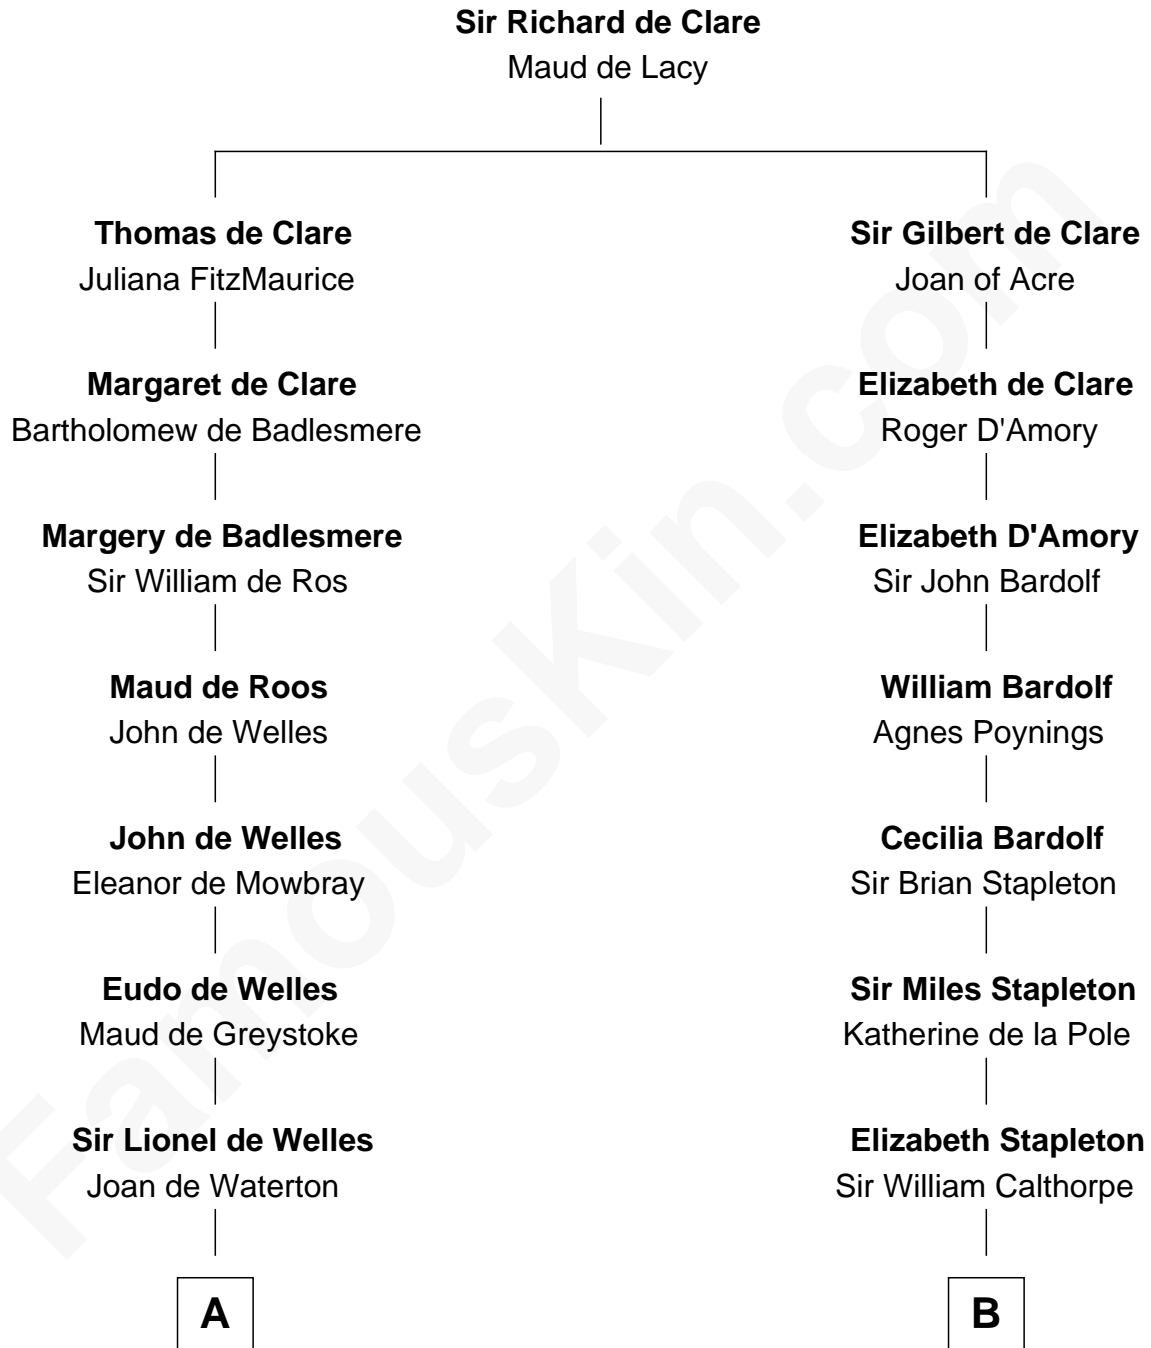 Sir Richard de Clare
Maud de Lacy
Thomas de Clare
Juliana FitzMaurice
Sir Gilbert de Clare
Joan of Acre
Margaret de Clare
Bartholomew de Badlesmere
Elizabeth de Clare
Roger D'Amory
Margery de Badlesmere
Sir William de Ros
Elizabeth D'Amory
Sir John Bardolf
Maud de Roos
John de Welles
William Bardolf
Agnes Poynings
John de Welles
Eleanor de Mowbray
Cecilia Bardolf
Sir Brian Stapleton
Eudo de Welles
Maud de Greystoke
Sir Miles Stapleton
Katherine de la Pole
Sir Lionel de Welles
Joan de Waterton
Elizabeth Stapleton
Sir William Calthorpe
A
B
FamousKin.com